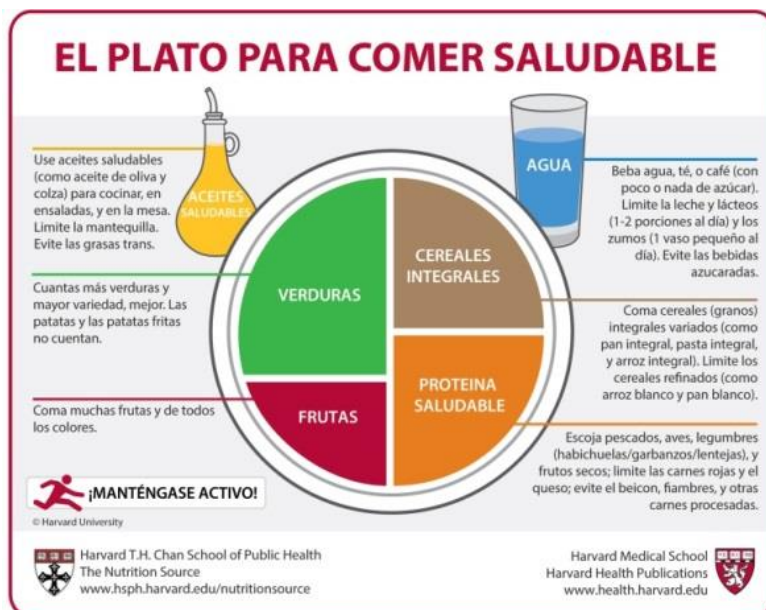 EL PLATO PARA COMER SALUDABLE
Use aceites saludables
(como aceite de oliva y
colza) para cocinar, en
ensaladas, y en la mesa.
Limite la mantequilla.
Evite las grasas trans.
ACEITES
SALUDABLES
AGUA
Beba agua, té, o café (con
poco o nada de azúcar).
Limite la leche y lácteos
(1-2 porciones al día) y los
zumos (1 vaso pequeño al
día). Evite las bebidas
azucaradas.
VERDURAS
CEREALES
INTEGRALES
Cuantas más verduras y
mayor variedad, mejor. Las
patatas y las patatas fritas
no cuentan.
Coma cereales (granos)
integrales variados (como
pan integral, pasta integral,
y arroz integral). Limite los
cereales refinados (como
arroz blanco y pan blanco).
FRUTAS
PROTEINA
SALUDABLE
Coma muchas frutas y de todos
los colores.
Escoja pescados, aves, legumbres
(habichuelas/garbanzos/lentejas), y
frutos secos; limite las carnes rojas y el
queso; evite el beicon, fiambres, y otras
carnes procesadas.
¡MANTÉNGASE ACTIVO!
© Harvard University
Harvard T.H. Chan School of Public Health
The Nutrition Source
www.hsph.harvard.edu/nutritionsource
Harvard Medical School
Harvard Health Publications
www.health.harvard.edu